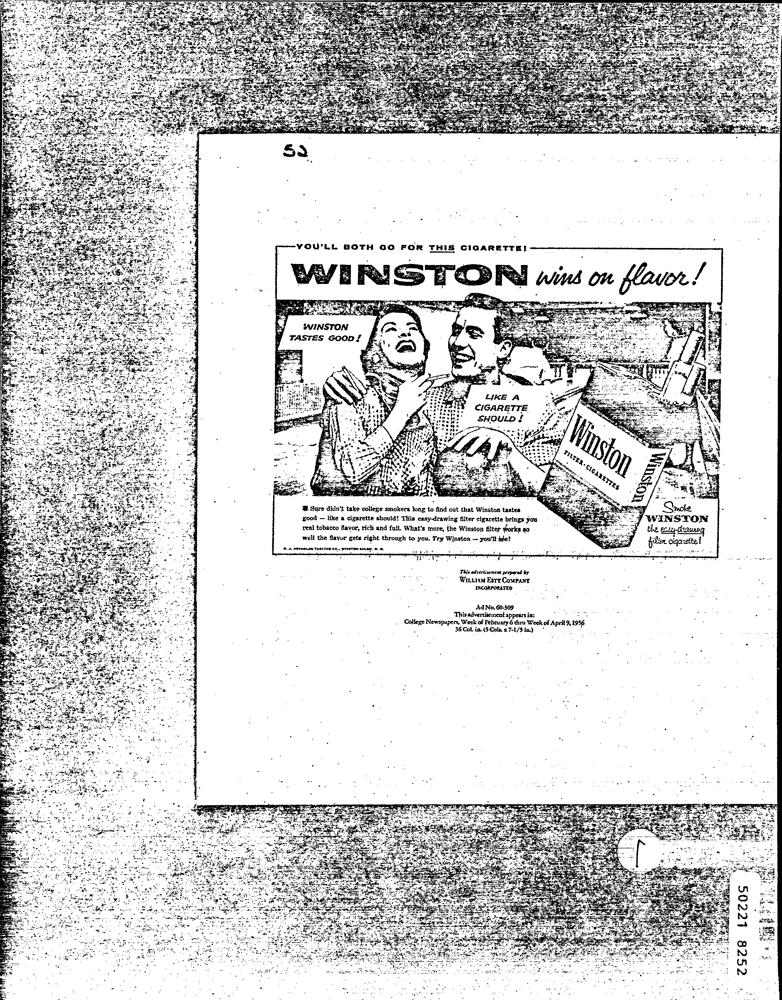 YOU'LL BOTH GO FOR THIS CIGARETTE!
WINSTON wins on flavor!
WINSTON
TASTES GOOD!
LIKE A
CIGARETTE
SHOULD!
Winston
FILTER-CIGARETTES
Winston
Sure didn't take college smokers long to find out that Winston tastes
good — like a cigarette should! This easy-drawing filter cigarette brings you
real tobacco flavor, rich and full. What's more, the Winston filter works so
well the flavor gets right through to you. Try Winston — you'll see!
Smoke
WINSTON
the easy-drawing
filter cigarette!
R. J. REYNOLDS TOBACCO CO., WINSTON-SALEM, N. C.
This advertisement prepared by
WILLIAM ESTY COMPANY
INCORPORATED
Ad No. 60-309
This advertisement appears in:
College Newspapers, Week of February 6 thru Week of April 9, 1956
36 Col. in. (5 Cols. x 7-1/5 in.)
1
50221 8252